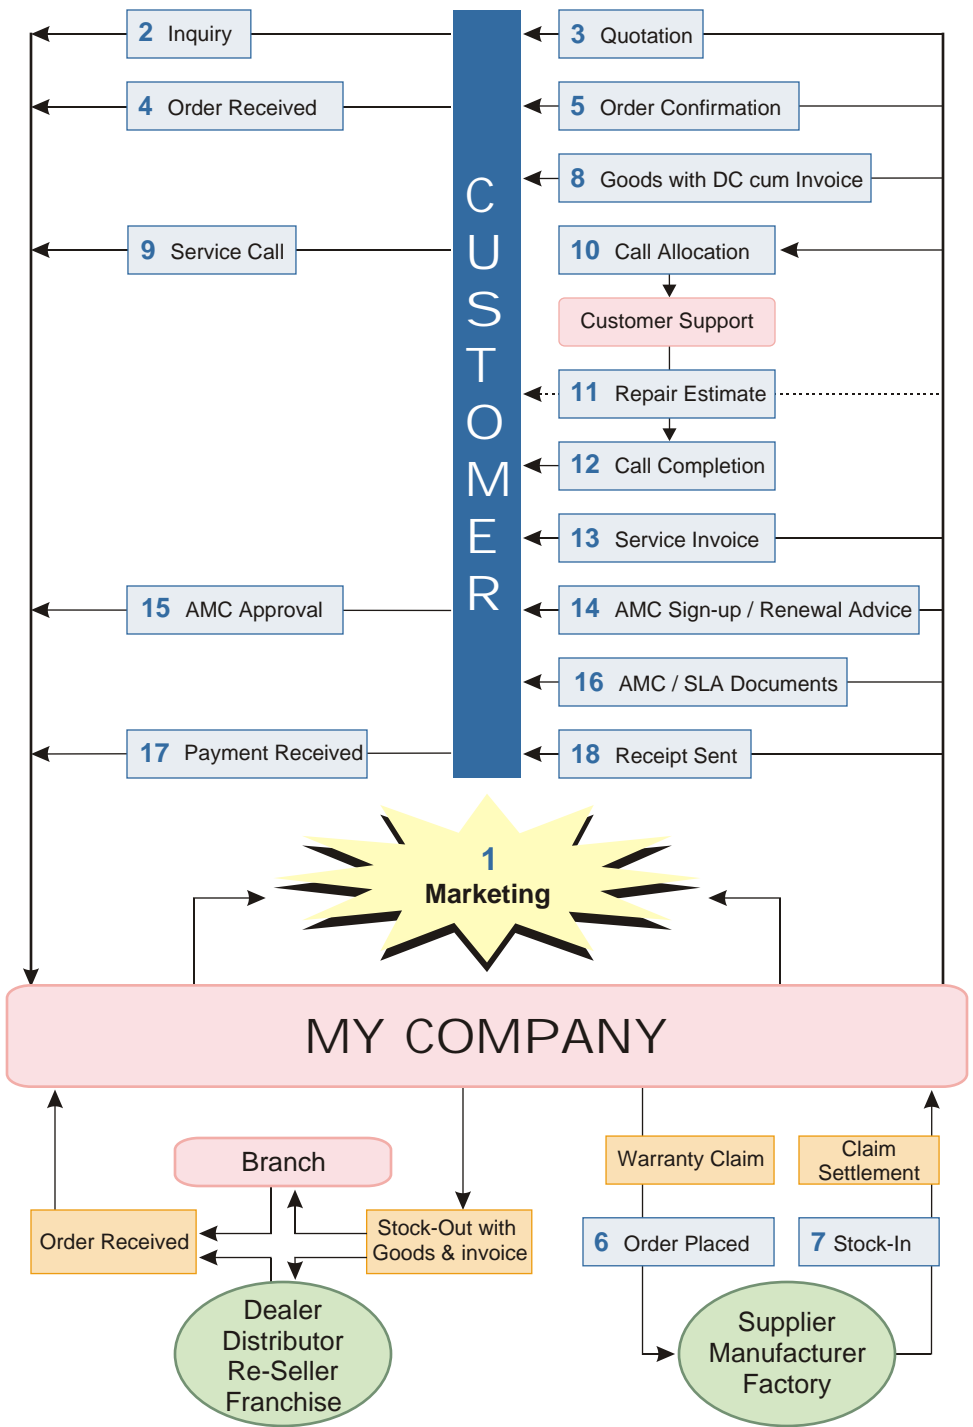 2 Inquiry
3 Quotation
4 Order Received
5 Order Confirmation
8 Goods with DC cum Invoice
9 Service Call
10 Call Allocation
Customer Support
11 Repair Estimate
12 Call Completion
13 Service Invoice
15 AMC Approval
14 AMC Sign-up / Renewal Advice
16 AMC / SLA Documents
17 Payment Received
18 Receipt Sent
CUSTOMER
1
Marketing
MY COMPANY
Branch
Warranty Claim
Claim
Settlement
Order Received
Stock-Out with
Goods & invoice
6 Order Placed
7 Stock-In
Dealer
Distributor
Re-Seller
Franchise
Supplier
Manufacturer
Factory